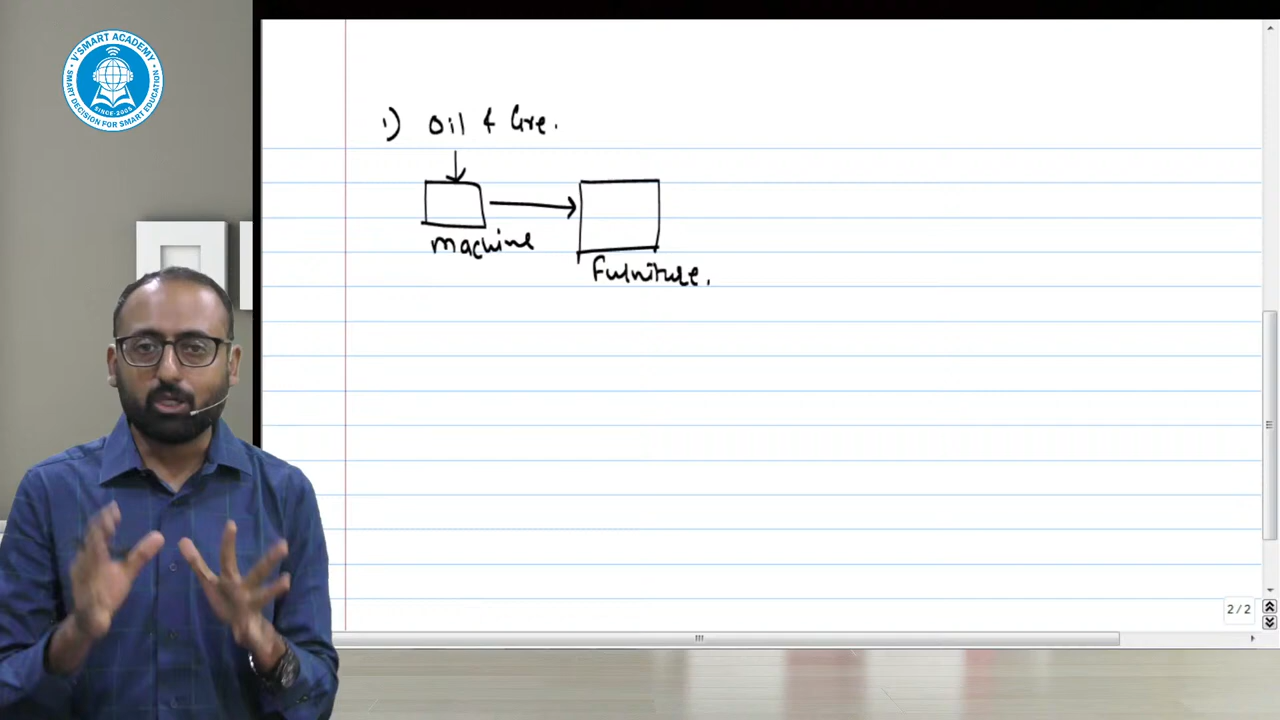 V'SMART ACADEMY
SMART DECISION FOR SMART EDUCATION
SINCE-2005
1) Oil & Gre.
machine
Furniture.
2/2